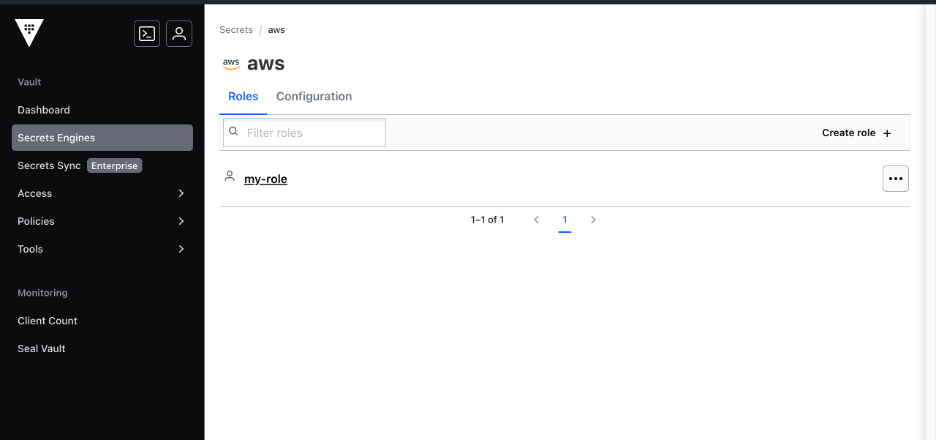 Vault
Dashboard
Secrets Engines
Secrets Sync Enterprise
Access
Policies
Tools
Monitoring
Client Count
Seal Vault
Secrets / aws
aws aws
Roles Configuration
Filter roles
Create role +
my-role
1–1 of 1 1